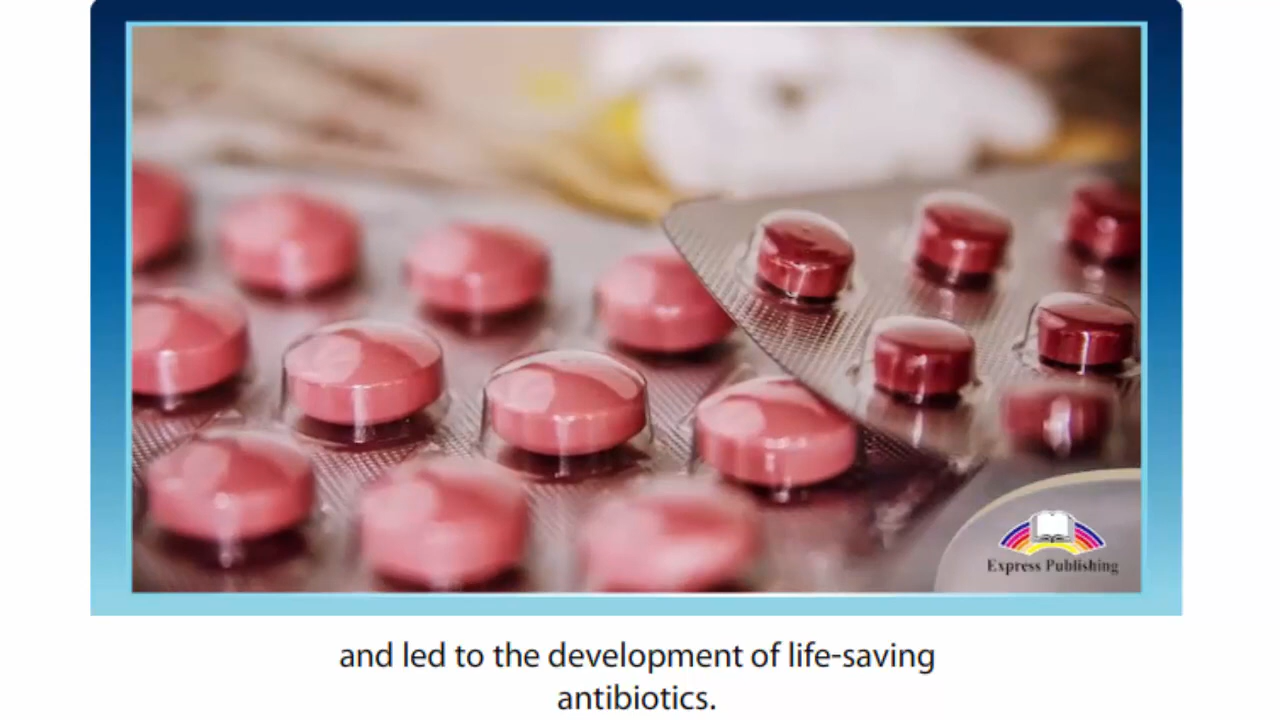 Express Publishing
and led to the development of life-saving
antibiotics.